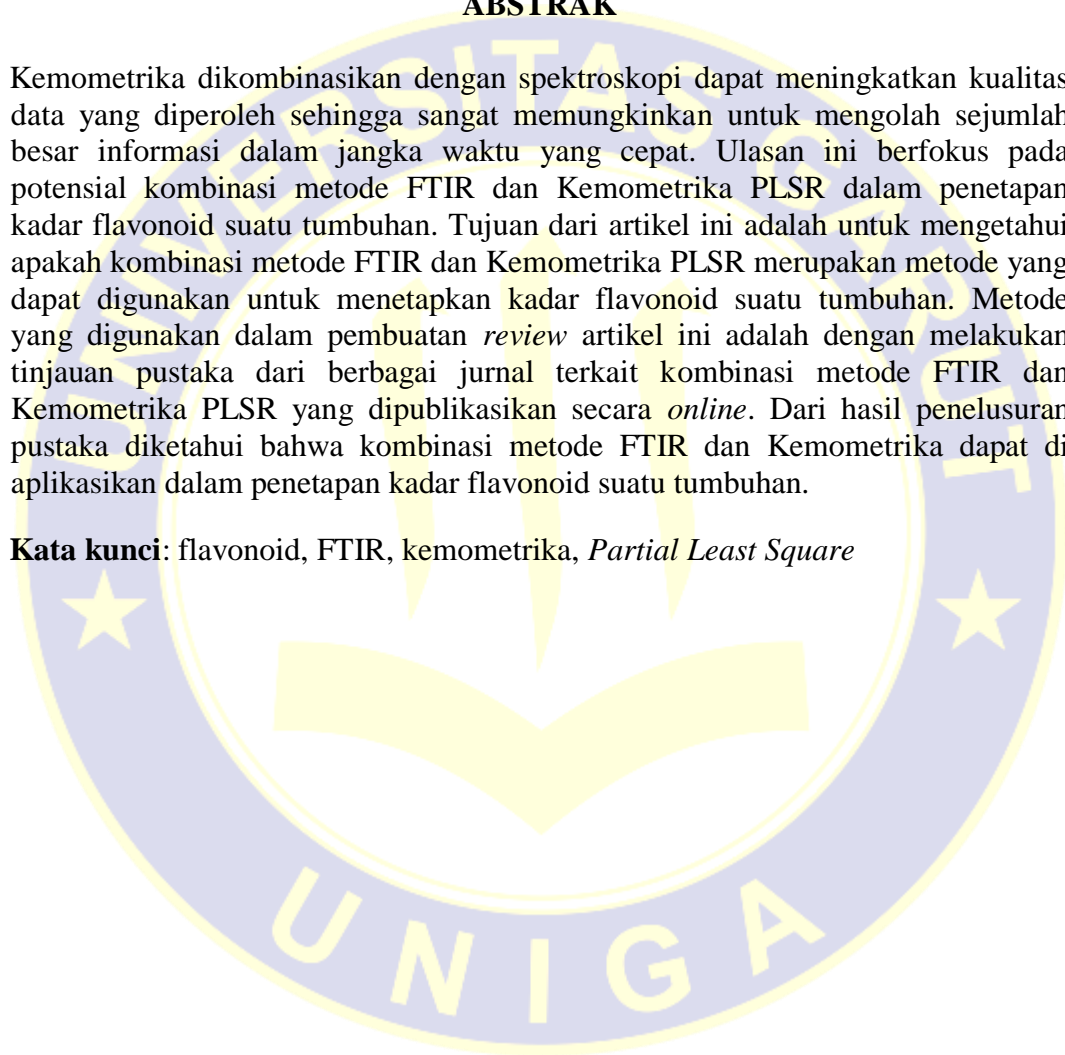 ABSTRAK
Kemometrika dikombinasikan dengan spektroskopi dapat meningkatkan kualitas
data yang diperoleh sehingga sangat memungkinkan untuk mengolah sejumlah
besar informasi dalam jangka waktu yang cepat. Ulasan ini berfokus pada
potensial kombinasi metode FTIR dan Kemometrika PLSR dalam penetapan
kadar flavonoid suatu tumbuhan. Tujuan dari artikel ini adalah untuk mengetahui
apakah kombinasi metode FTIR dan Kemometrika PLSR merupakan metode yang
dapat digunakan untuk menetapkan kadar flavonoid suatu tumbuhan. Metode
yang digunakan dalam pembuatan review artikel ini adalah dengan melakukan
tinjauan pustaka dari berbagai jurnal terkait kombinasi metode FTIR dan
Kemometrika PLSR yang dipublikasikan secara online. Dari hasil penelusuran
pustaka diketahui bahwa kombinasi metode FTIR dan Kemometrika dapat di
aplikasikan dalam penetapan kadar flavonoid suatu tumbuhan.
Kata kunci: flavonoid, FTIR, kemometrika, Partial Least Square
UNIVERSITAS GARUT
UNIGA